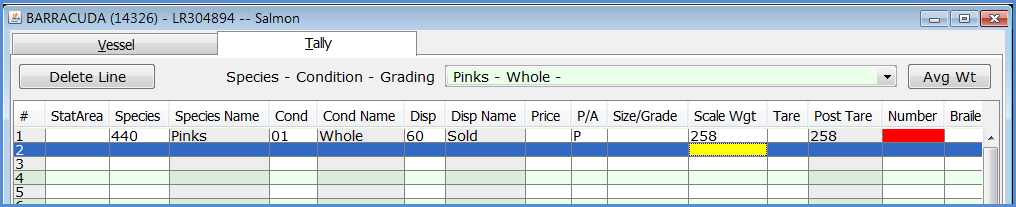 BARRACUDA (14326) - LR304894 -- Salmon
Vessel Tally
Delete Line Species - Condition - Grading Pinks - Whole - Avg Wt
# StatArea Species Species Name Cond Cond Name Disp Disp Name Price P/A Size/Grade Scale Wgt Tare Post Tare Number Braile
1 440 Pinks 01 Whole 60 Sold P 258 258
2
3
4
5
6